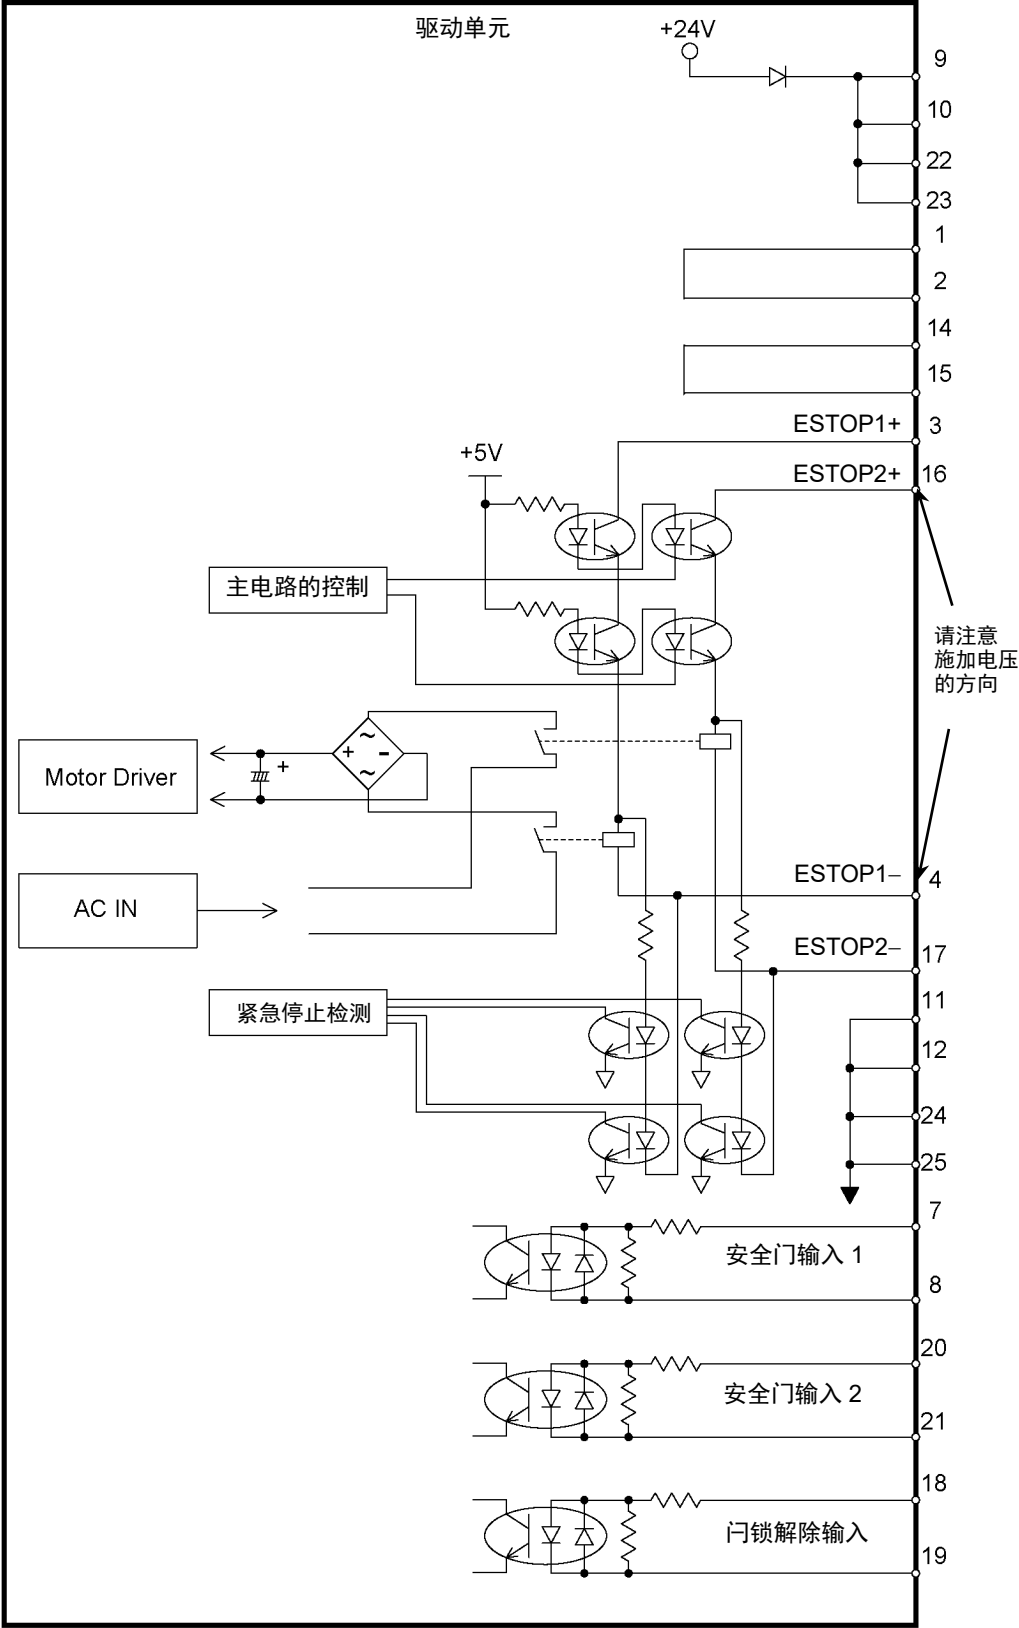 驱动单元
+24V
9
10
22
23
1
2
14
15
ESTOP1+
3
ESTOP2+
16
+5V
主电路的控制
请注意
施加电压
的方向
Motor Driver
+
~
+
-
~
AC IN
ESTOP1−
4
ESTOP2−
17
紧急停止检测
11
12
24
25
7
安全门输入 1
8
20
安全门输入 2
21
18
闩锁解除输入
19